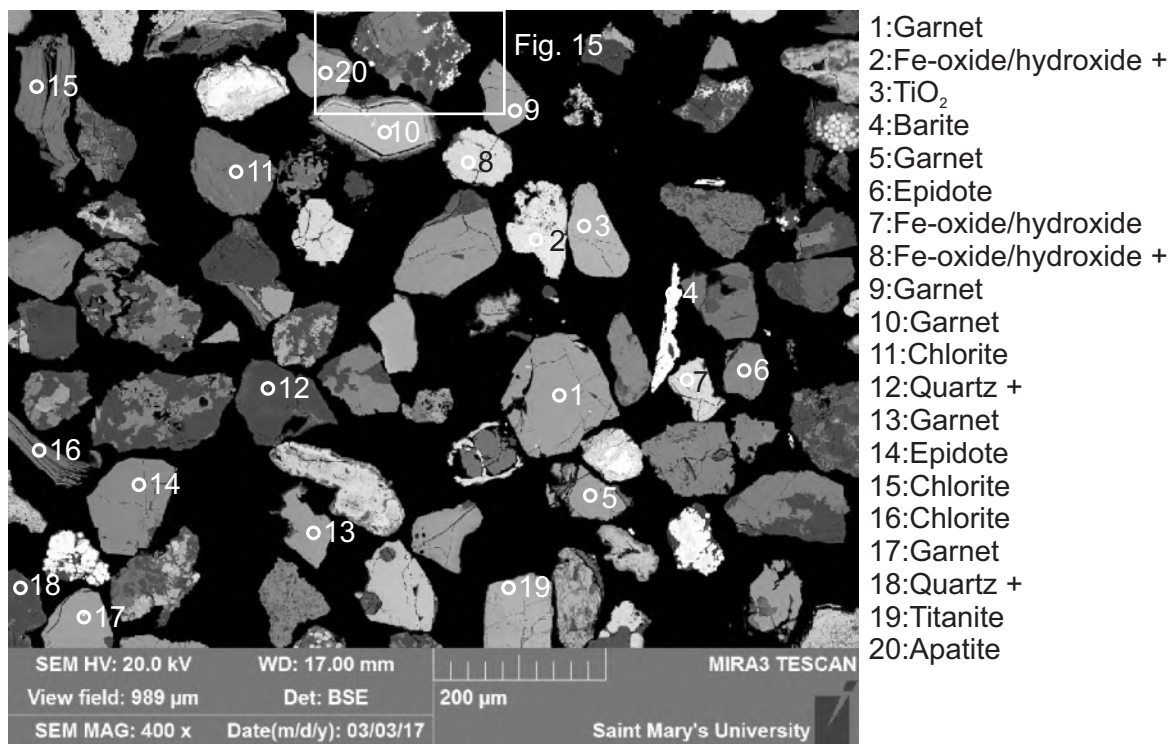 Fig. 15
20
15
9
10
8
11
3
2
4
6
7
12
1
16
14
5
13
18
19
17
SEM HV: 20.0 kV WD: 17.00 mm MIRA3 TESCAN
View field: 989 µm Det: BSE 200 µm
SEM MAG: 400 x Date(m/d/y): 03/03/17 Saint Mary's University
1:Garnet
2:Fe-oxide/hydroxide +
3:TiO₂
4:Barite
5:Garnet
6:Epidote
7:Fe-oxide/hydroxide
8:Fe-oxide/hydroxide +
9:Garnet
10:Garnet
11:Chlorite
12:Quartz +
13:Garnet
14:Epidote
15:Chlorite
16:Chlorite
17:Garnet
18:Quartz +
19:Titanite
20:Apatite